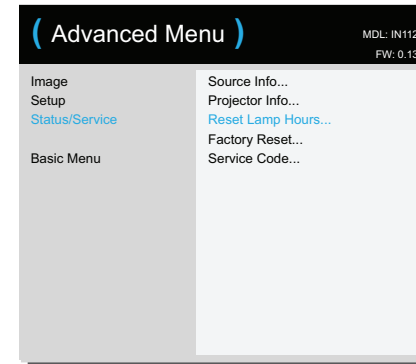 ( Advanced Menu )
MDL: IN112
FW: 0.13
Image
Setup
Status/Service
Basic Menu
Source Info...
Projector Info...
Reset Lamp Hours...
Factory Reset...
Service Code...